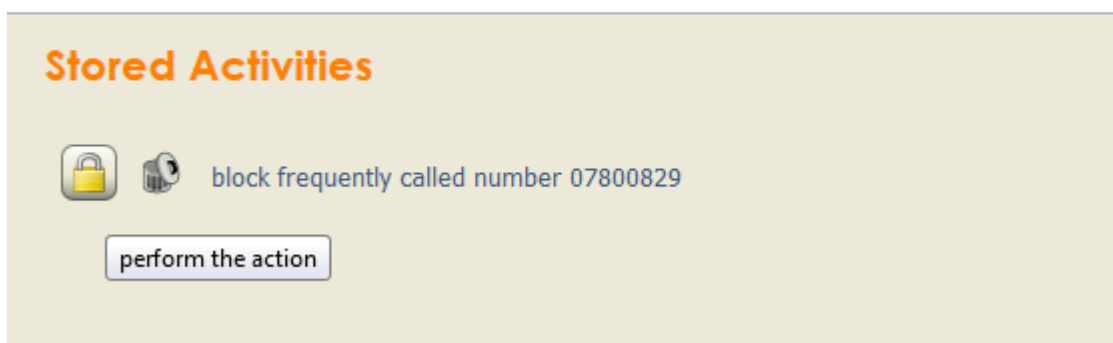 Stored Activities
block frequently called number 07800829
perform the action